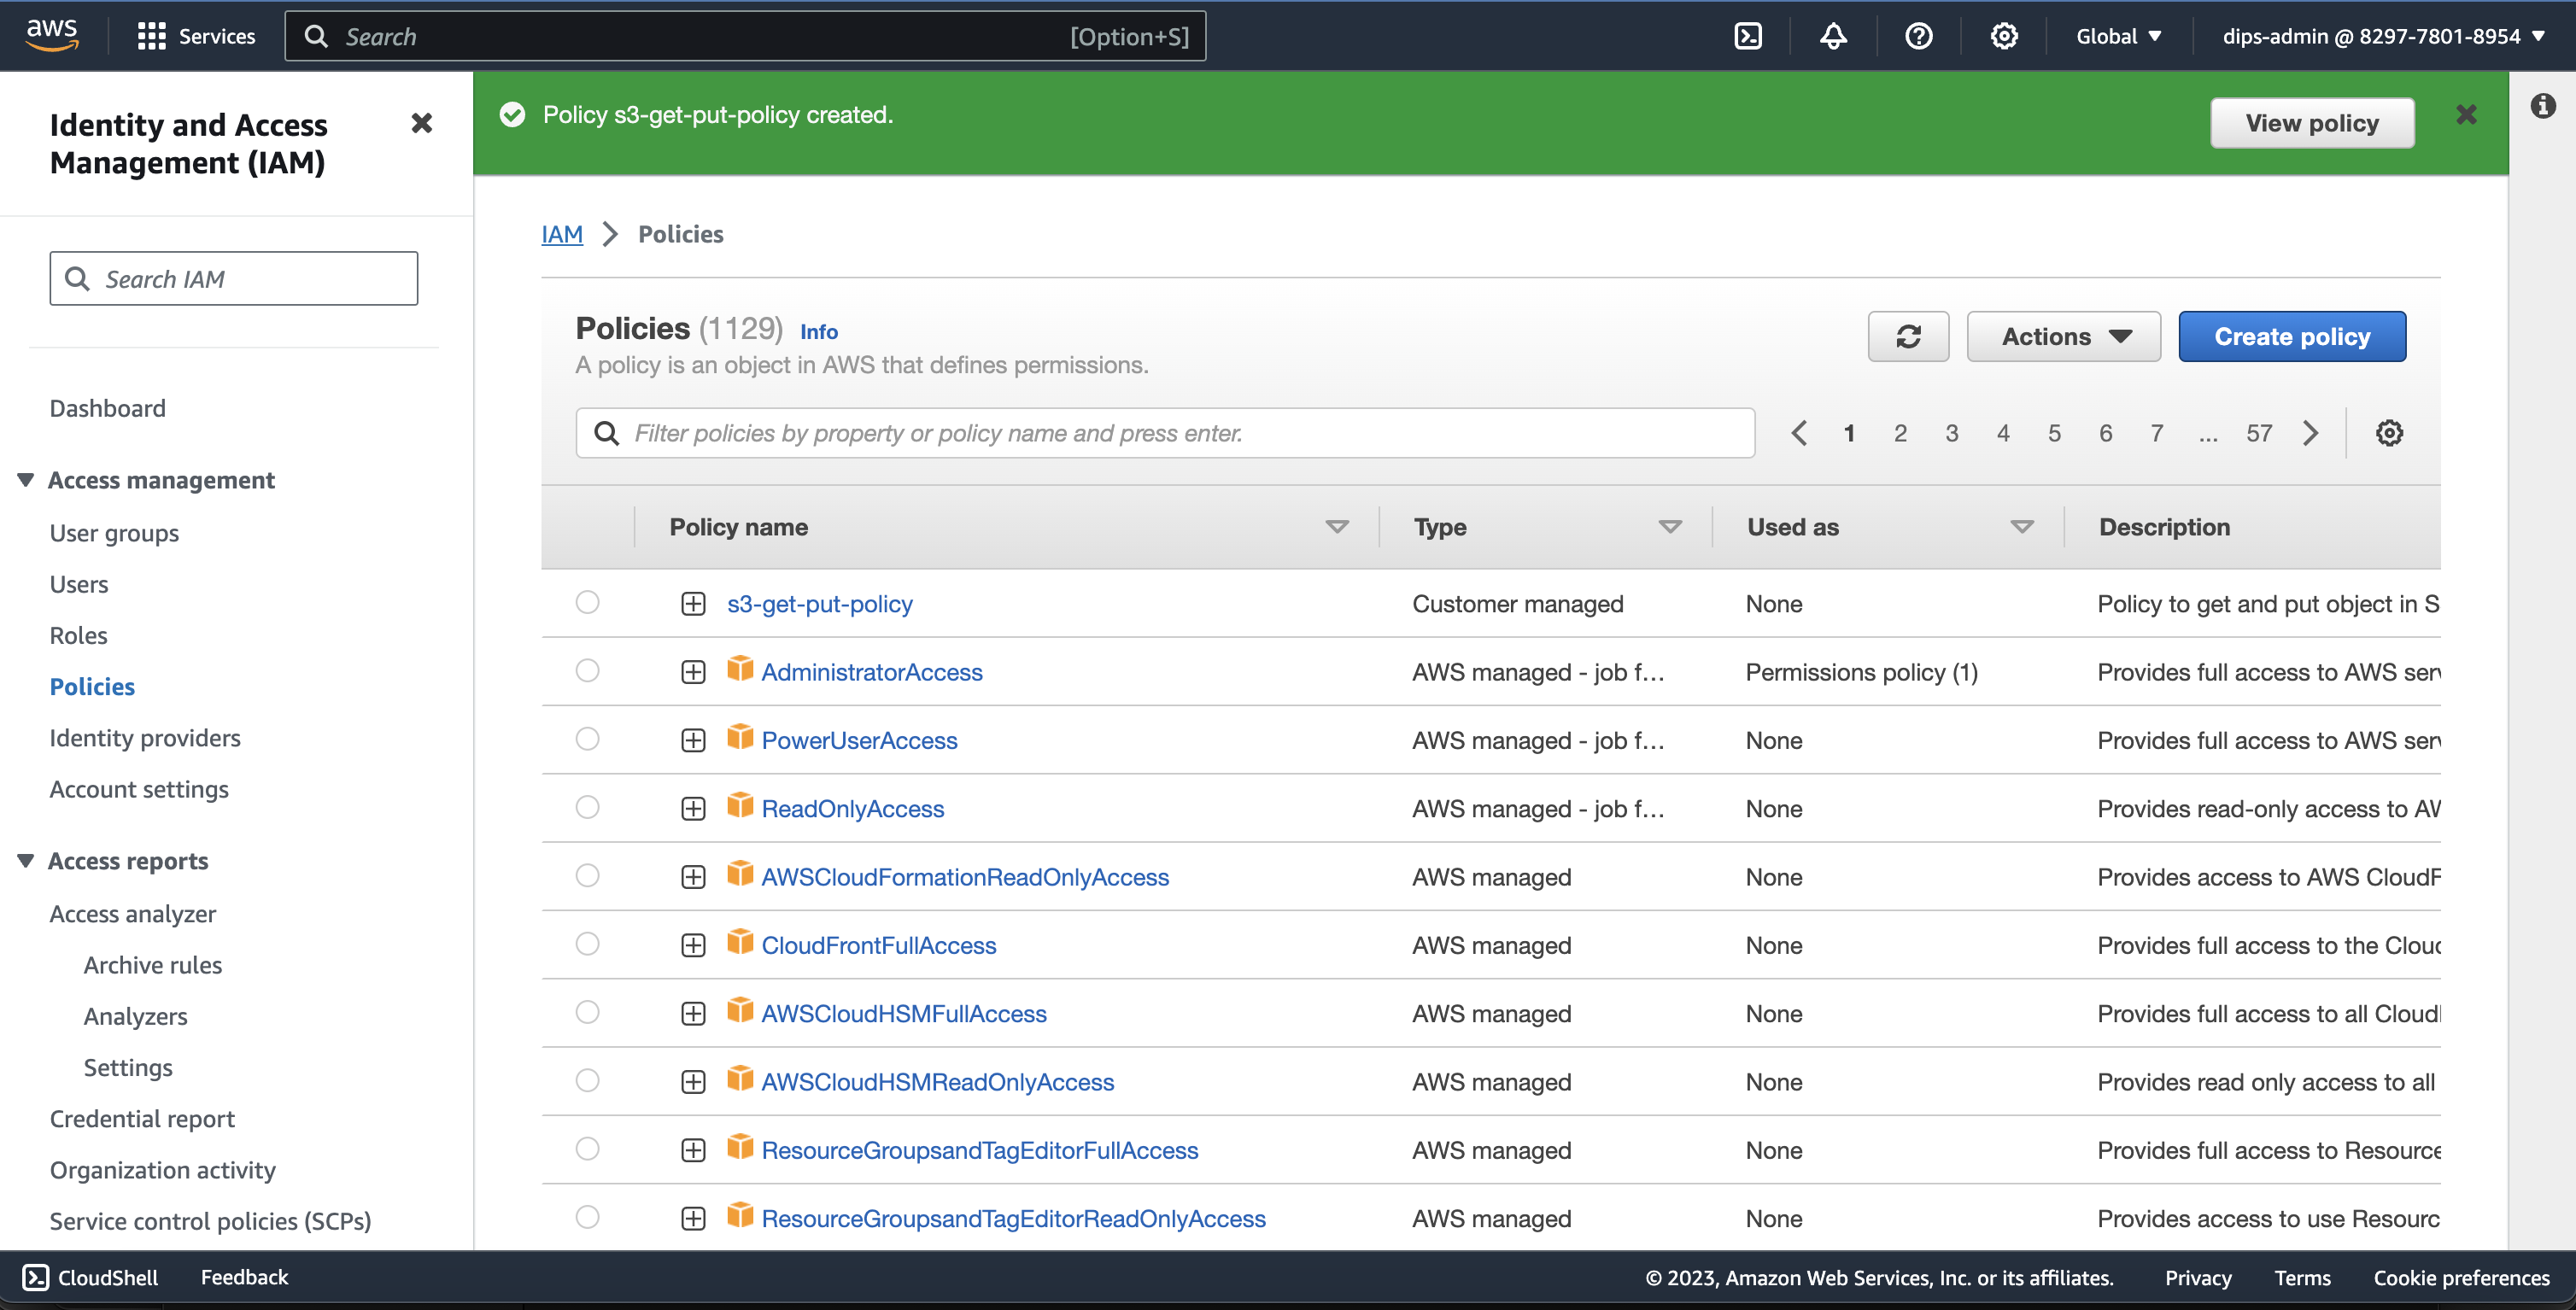 aws
Services
Search
[Option+S]
Global
dips-admin @ 8297-7801-8954
Identity and Access
Management (IAM)
Search IAM
Dashboard
Access management
User groups
Users
Roles
Policies
Identity providers
Account settings
Access reports
Access analyzer
Archive rules
Analyzers
Settings
Credential report
Organization activity
Service control policies (SCPs)
Policy s3-get-put-policy created.
View policy
IAM > Policies
Policies (1129) Info
A policy is an object in AWS that defines permissions.
Actions
Create policy
Filter policies by property or policy name and press enter.
1 2 3 4 5 6 7 ... 57
Policy name Type Used as Description
s3-get-put-policy Customer managed None Policy to get and put object in S
AdministratorAccess AWS managed - job f... Permissions policy (1) Provides full access to AWS serv
PowerUserAccess AWS managed - job f... None Provides full access to AWS serv
ReadOnlyAccess AWS managed - job f... None Provides read-only access to AW
AWSCloudFormationReadOnlyAccess AWS managed None Provides access to AWS CloudF
CloudFrontFullAccess AWS managed None Provides full access to the Clouc
AWSCloudHSMFullAccess AWS managed None Provides full access to all Cloud
AWSCloudHSMReadOnlyAccess AWS managed None Provides read only access to all
ResourceGroupsandTagEditorFullAccess AWS managed None Provides full access to Resource
ResourceGroupsandTagEditorReadOnlyAccess AWS managed None Provides access to use Resourc
CloudShell
Feedback
© 2023, Amazon Web Services, Inc. or its affiliates.
Privacy
Terms
Cookie preferences